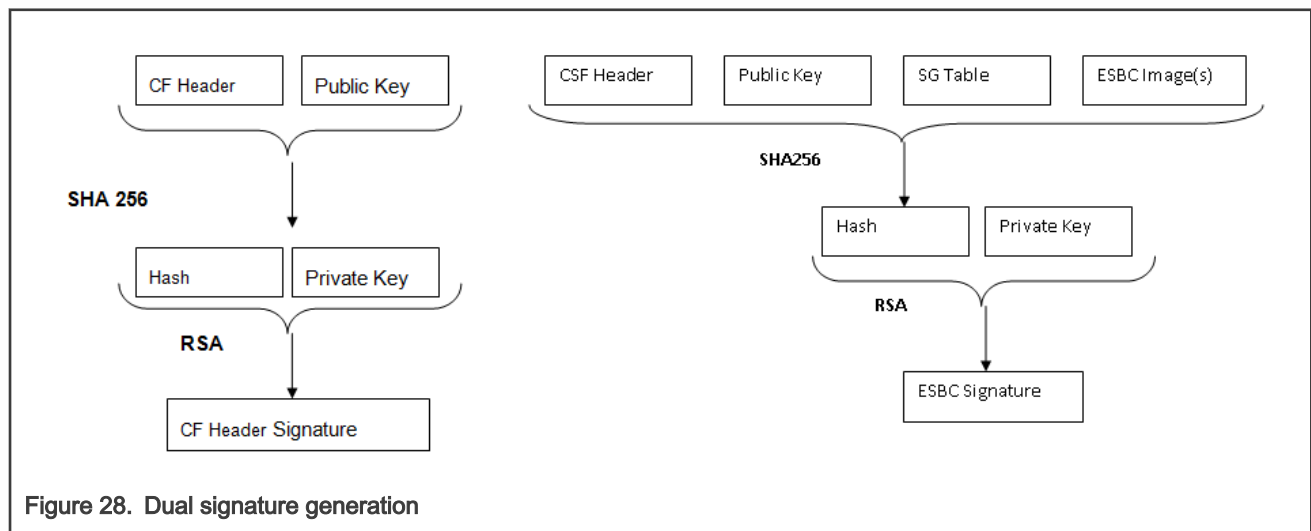 CF Header
Public Key
SHA 256
Hash
Private Key
RSA
CF Header Signature
CSF Header
Public Key
SG Table
ESBC Image(s)
SHA256
Hash
Private Key
RSA
ESBC Signature
Figure 28. Dual signature generation